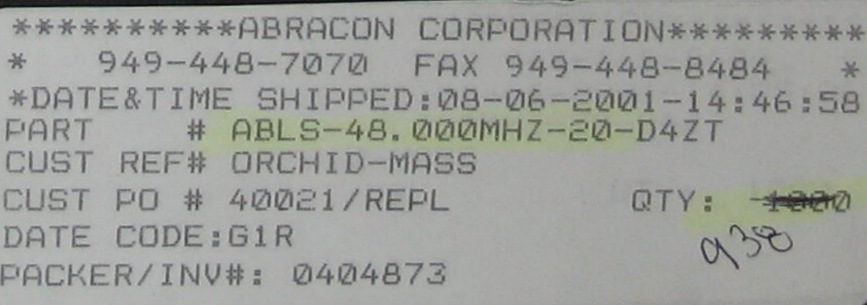 **********ABRACON CORPORATION*********
* 949-448-7070 FAX 949-448-8484 *
*DATE&TIME SHIPPED:08-06-2001-14:46:58
PART # ABLS-48.000MHZ-20-D4ZT
CUST REF# ORCHID-MASS
CUST PO # 40021/REPL QTY: 1000
938
DATE CODE:G1R
PACKER/INV#: 0404873